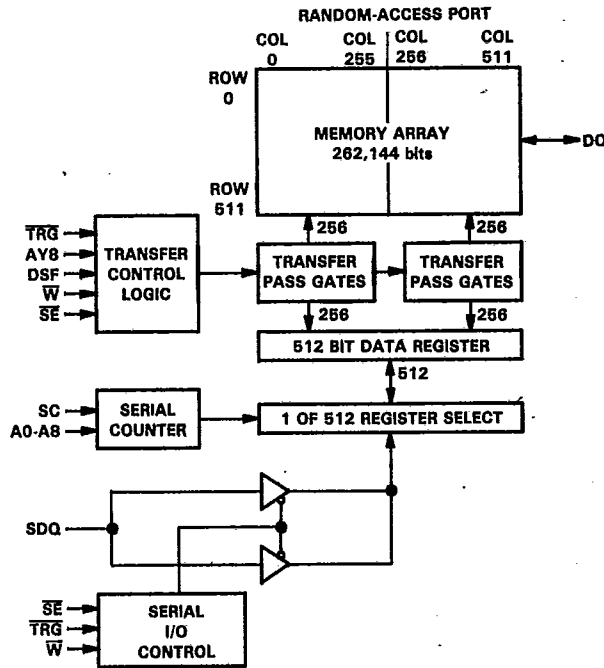 RANDOM-ACCESS PORT
COL 0
COL 255
COL 256
COL 511
ROW 0
MEMORY ARRAY
262,144 bits
DQ
ROW 511
256
256
TRG
AY8
DSF
W
SE
TRANSFER
CONTROL
LOGIC
TRANSFER
PASS GATES
TRANSFER
PASS GATES
256
256
512 BIT DATA REGISTER
512
SC
A0-A8
SERIAL
COUNTER
1 OF 512 REGISTER SELECT
SDQ
SE
TRG
W
SERIAL
I/O
CONTROL